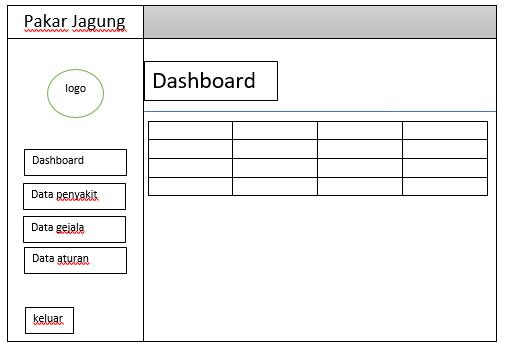 Pakar Jagung
logo
Dashboard
Dashboard
Data penyakit
Data gejala
Data aturan
keluar